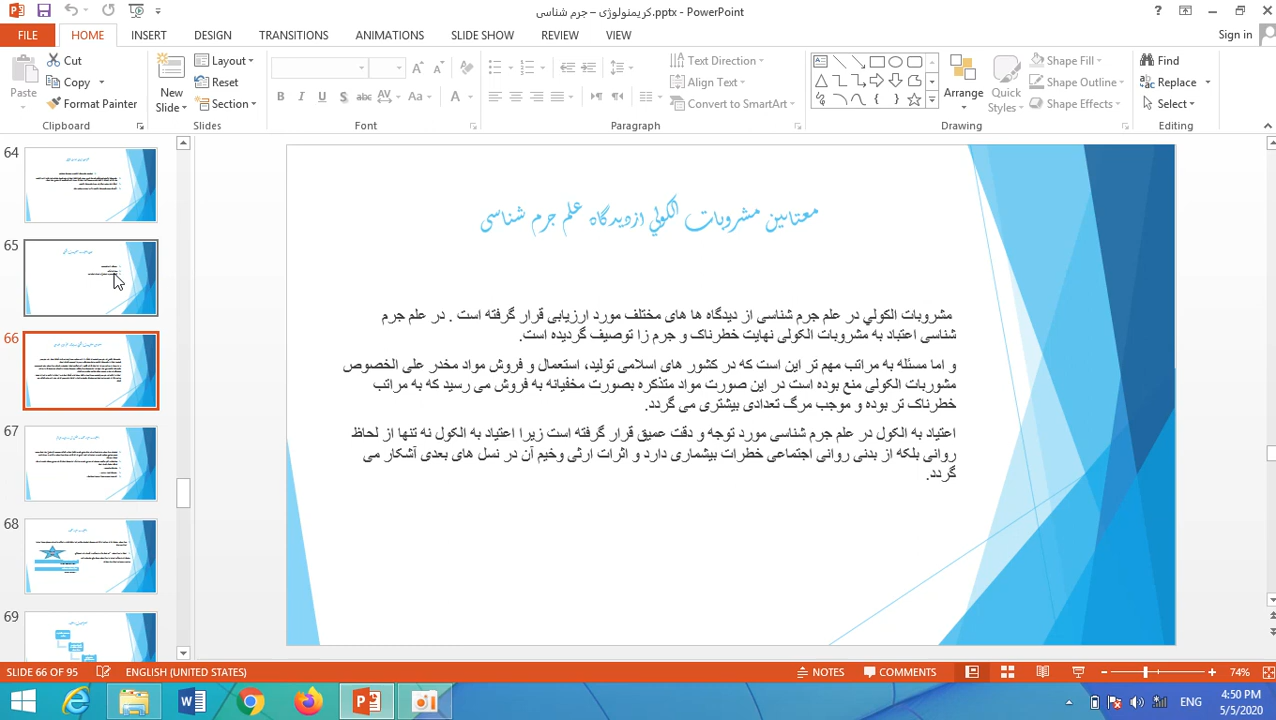 کریمنولوژی – جرم شناسی.pptx - PowerPoint
Sign in
FILE
HOME
INSERT
DESIGN
TRANSITIONS
ANIMATIONS
SLIDE SHOW
REVIEW
VIEW
Paste
Cut
Copy
Format Painter
Clipboard
New Slide
Layout
Reset
Section
Slides
Font
Text Direction
Align Text
Convert to SmartArt
Paragraph
Arrange
Quick Styles
Shape Fill
Shape Outline
Shape Effects
Drawing
Find
Replace
Select
Editing
64
65
66
67
68
69
معتابین مشروبات الکولي ازدیدگاه علم جرم شناسی
مشروبات الکولي در علم جرم شناسی از دیدگاه ها های مختلف مورد ارزیابی قرار گرفته است . در علم جرم
شناسی اعتباد به مشروبات الکولی نهایت خطرناک و جرم زا توصیف گردیده است.
و اما مسئله به مراتب مهم تر این است که در کشور های اسلامی تولید، استعمال و فروش مواد مخدر علی الخصوص
مشوربات الکولی منع بوده است در این صورت مواد متذکره بصورت مخفیانه به فروش می رسید که به مراتب
خطرناک تر بوده و موجب مرگ تعدادی بیشتری می گردد.
اعتیاد به الکول در علم جرم شناسی مورد توجه و دقت عمیق قرار گرفته است زیرا اعتیاد به الکول نه تنها از لحاظ
روانی بلکه از بدنی روانی اجتماعی خطرات بیشماری دارد و اثرات ارثی وخیم آن در نسل های بعدی آشکار می
گردد.
SLIDE 66 OF 95
ENGLISH (UNITED STATES)
NOTES
COMMENTS
74%
ENG
4:50 PM
5/5/2020